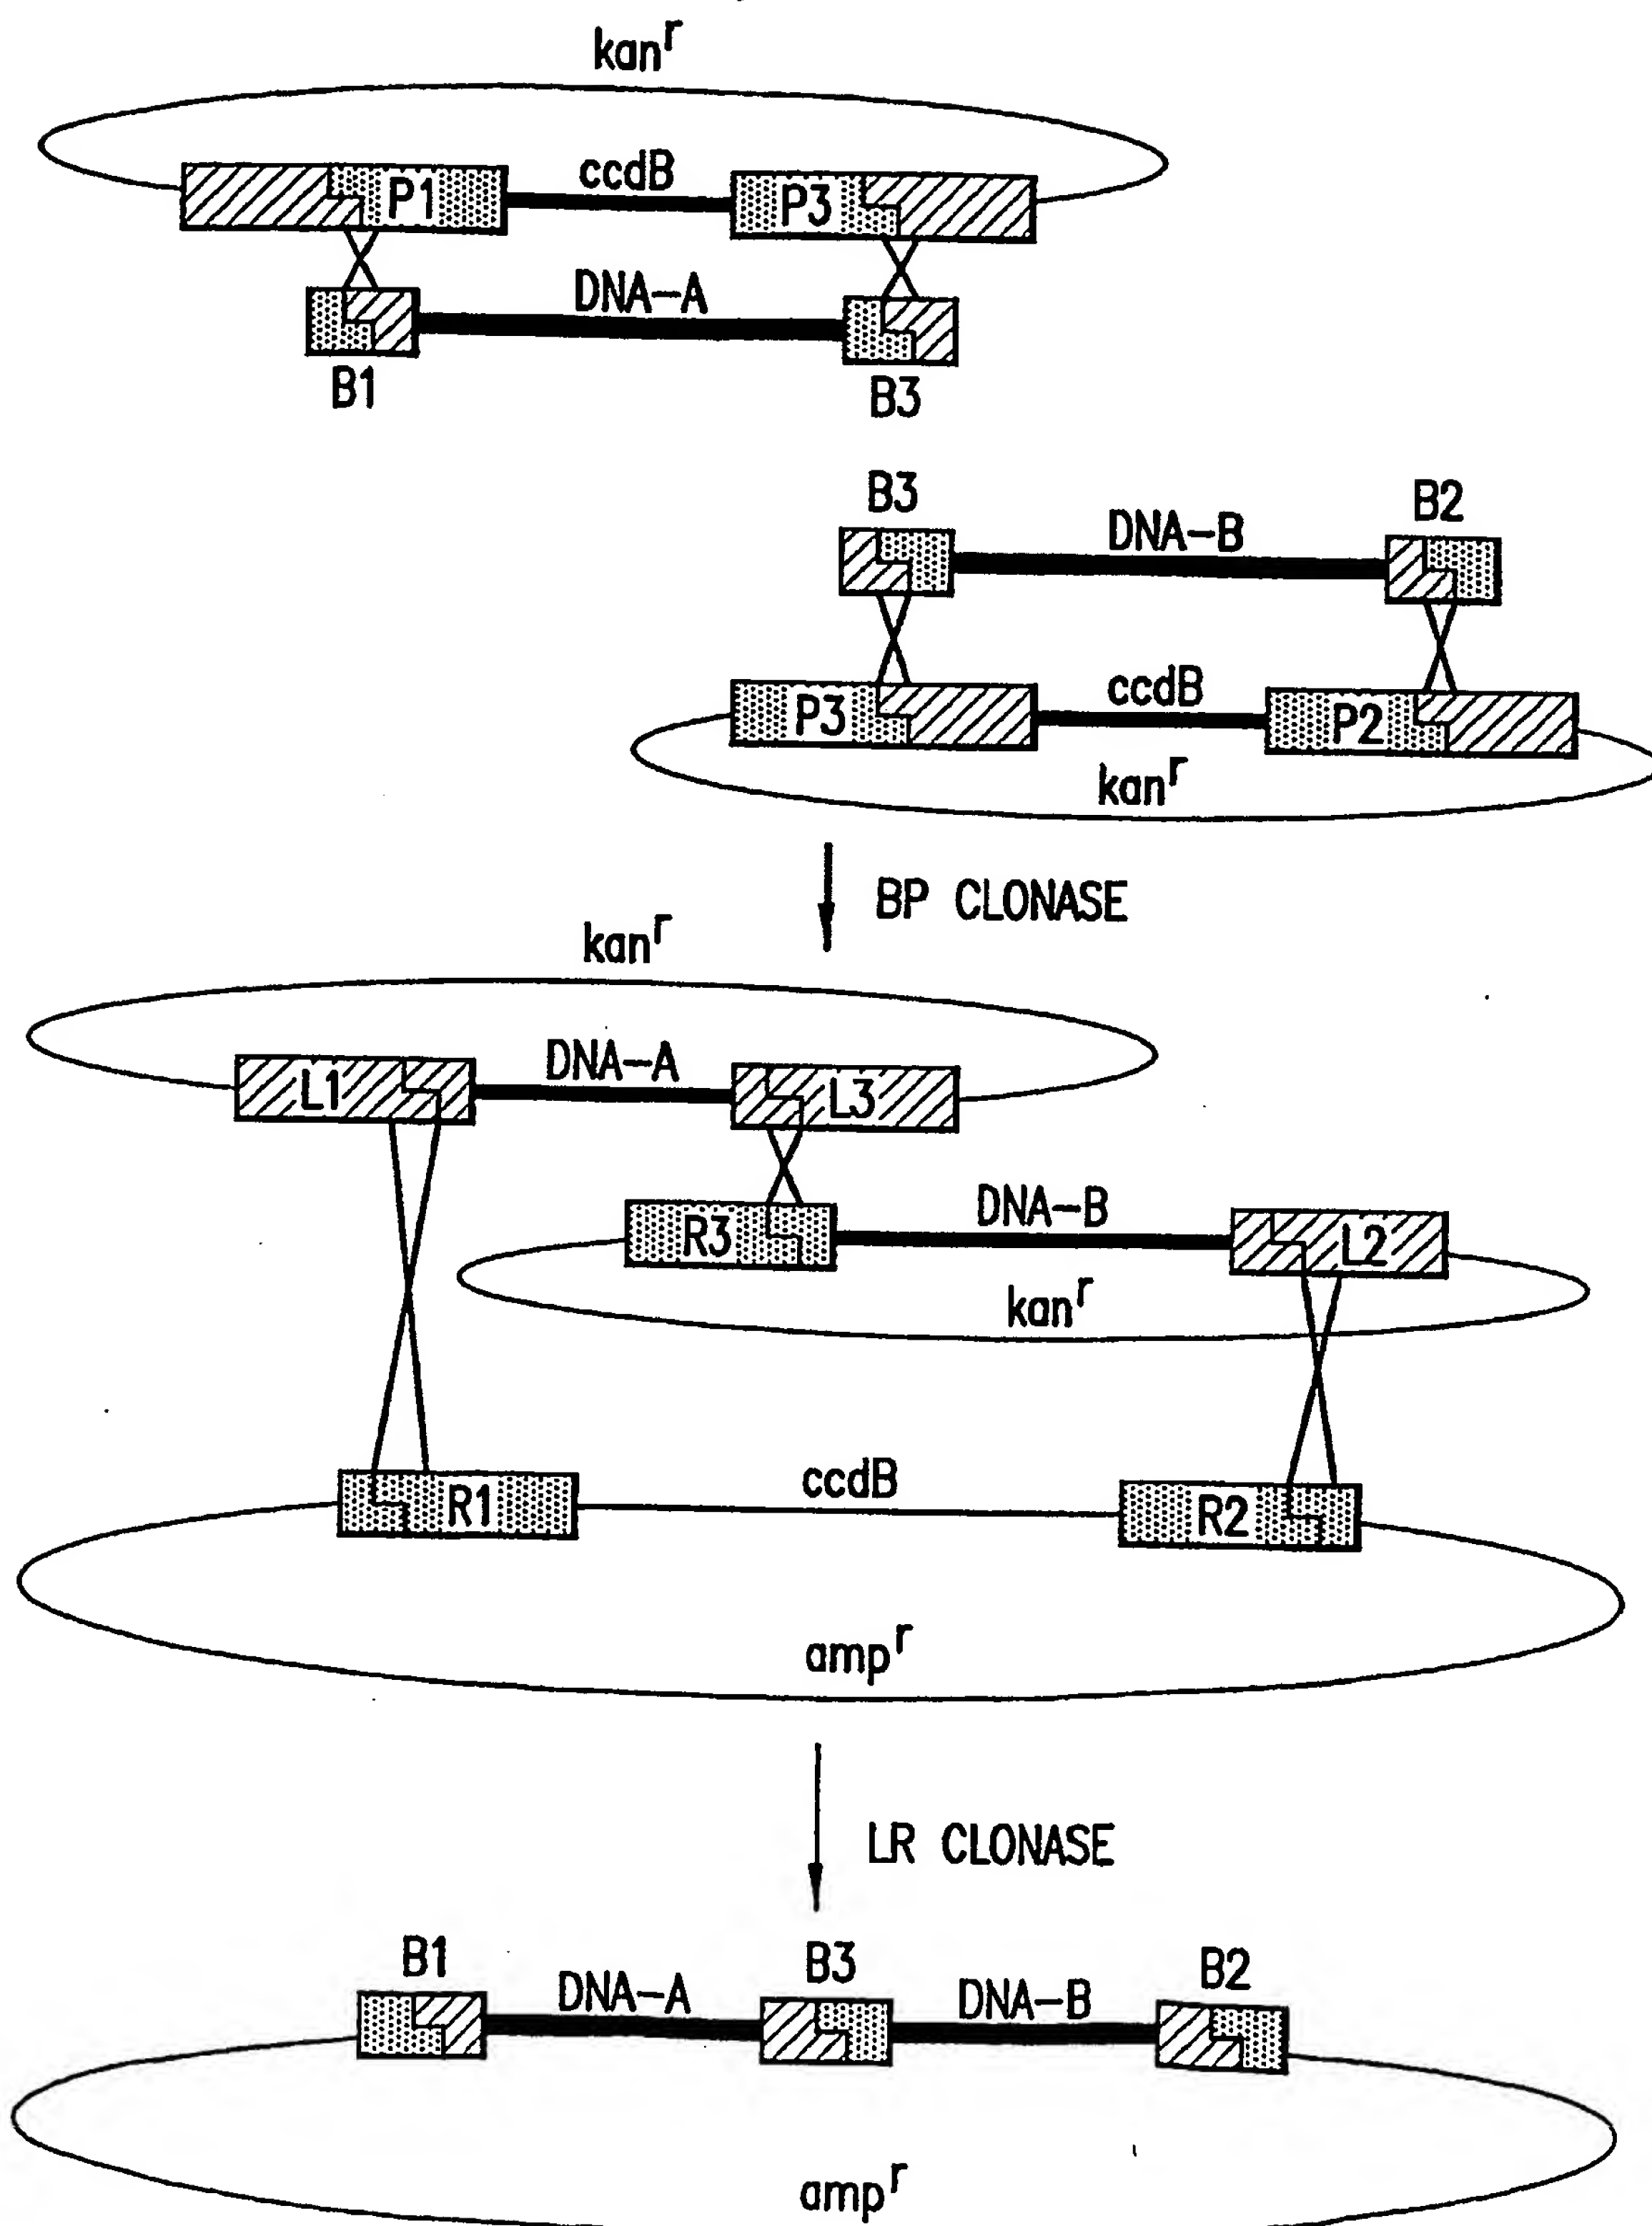 kanʳ
P1 ccdB P3
DNA-A
B1 B3
B3 DNA-B B2
P3 ccdB P2
kanʳ
BP CLONASE
kanʳ
L1 DNA-A L3
R3 DNA-B L2
kanʳ
R1 ccdB R2
ampʳ
LR CLONASE
B1 DNA-A B3 DNA-B B2
ampʳ